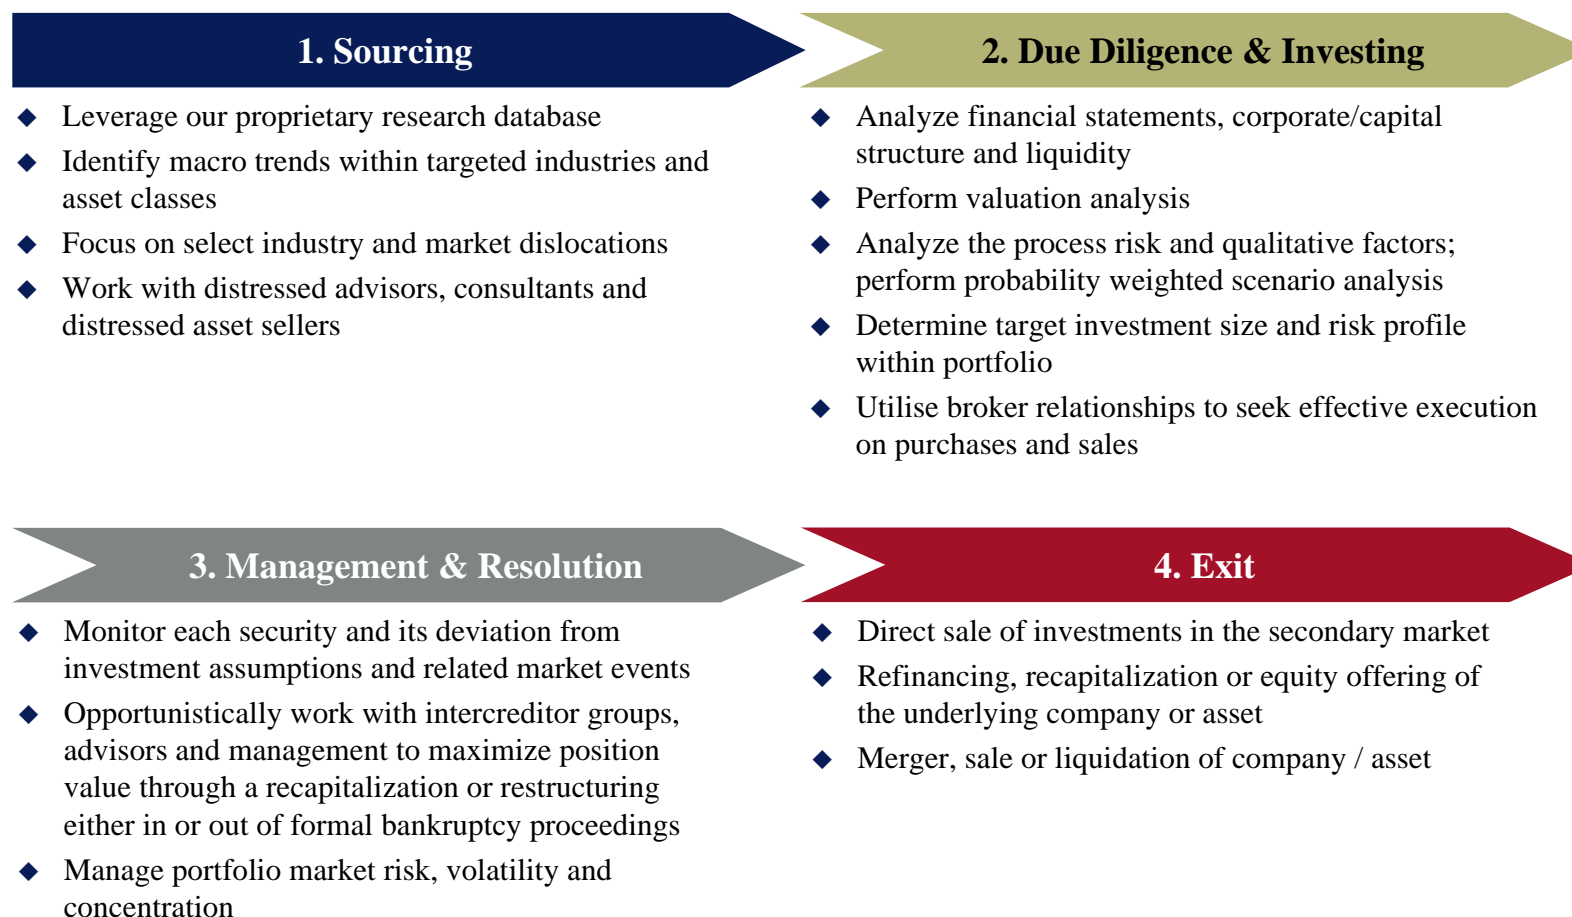 1. Sourcing
◆ Leverage our proprietary research database
◆ Identify macro trends within targeted industries and
asset classes
◆ Focus on select industry and market dislocations
◆ Work with distressed advisors, consultants and
distressed asset sellers
2. Due Diligence & Investing
◆ Analyze financial statements, corporate/capital
structure and liquidity
◆ Perform valuation analysis
◆ Analyze the process risk and qualitative factors;
perform probability weighted scenario analysis
◆ Determine target investment size and risk profile
within portfolio
◆ Utilise broker relationships to seek effective execution
on purchases and sales
3. Management & Resolution
◆ Monitor each security and its deviation from
investment assumptions and related market events
◆ Opportunistically work with intercreditor groups,
advisors and management to maximize position
value through a recapitalization or restructuring
either in or out of formal bankruptcy proceedings
◆ Manage portfolio market risk, volatility and
concentration
4. Exit
◆ Direct sale of investments in the secondary market
◆ Refinancing, recapitalization or equity offering of
the underlying company or asset
◆ Merger, sale or liquidation of company / asset